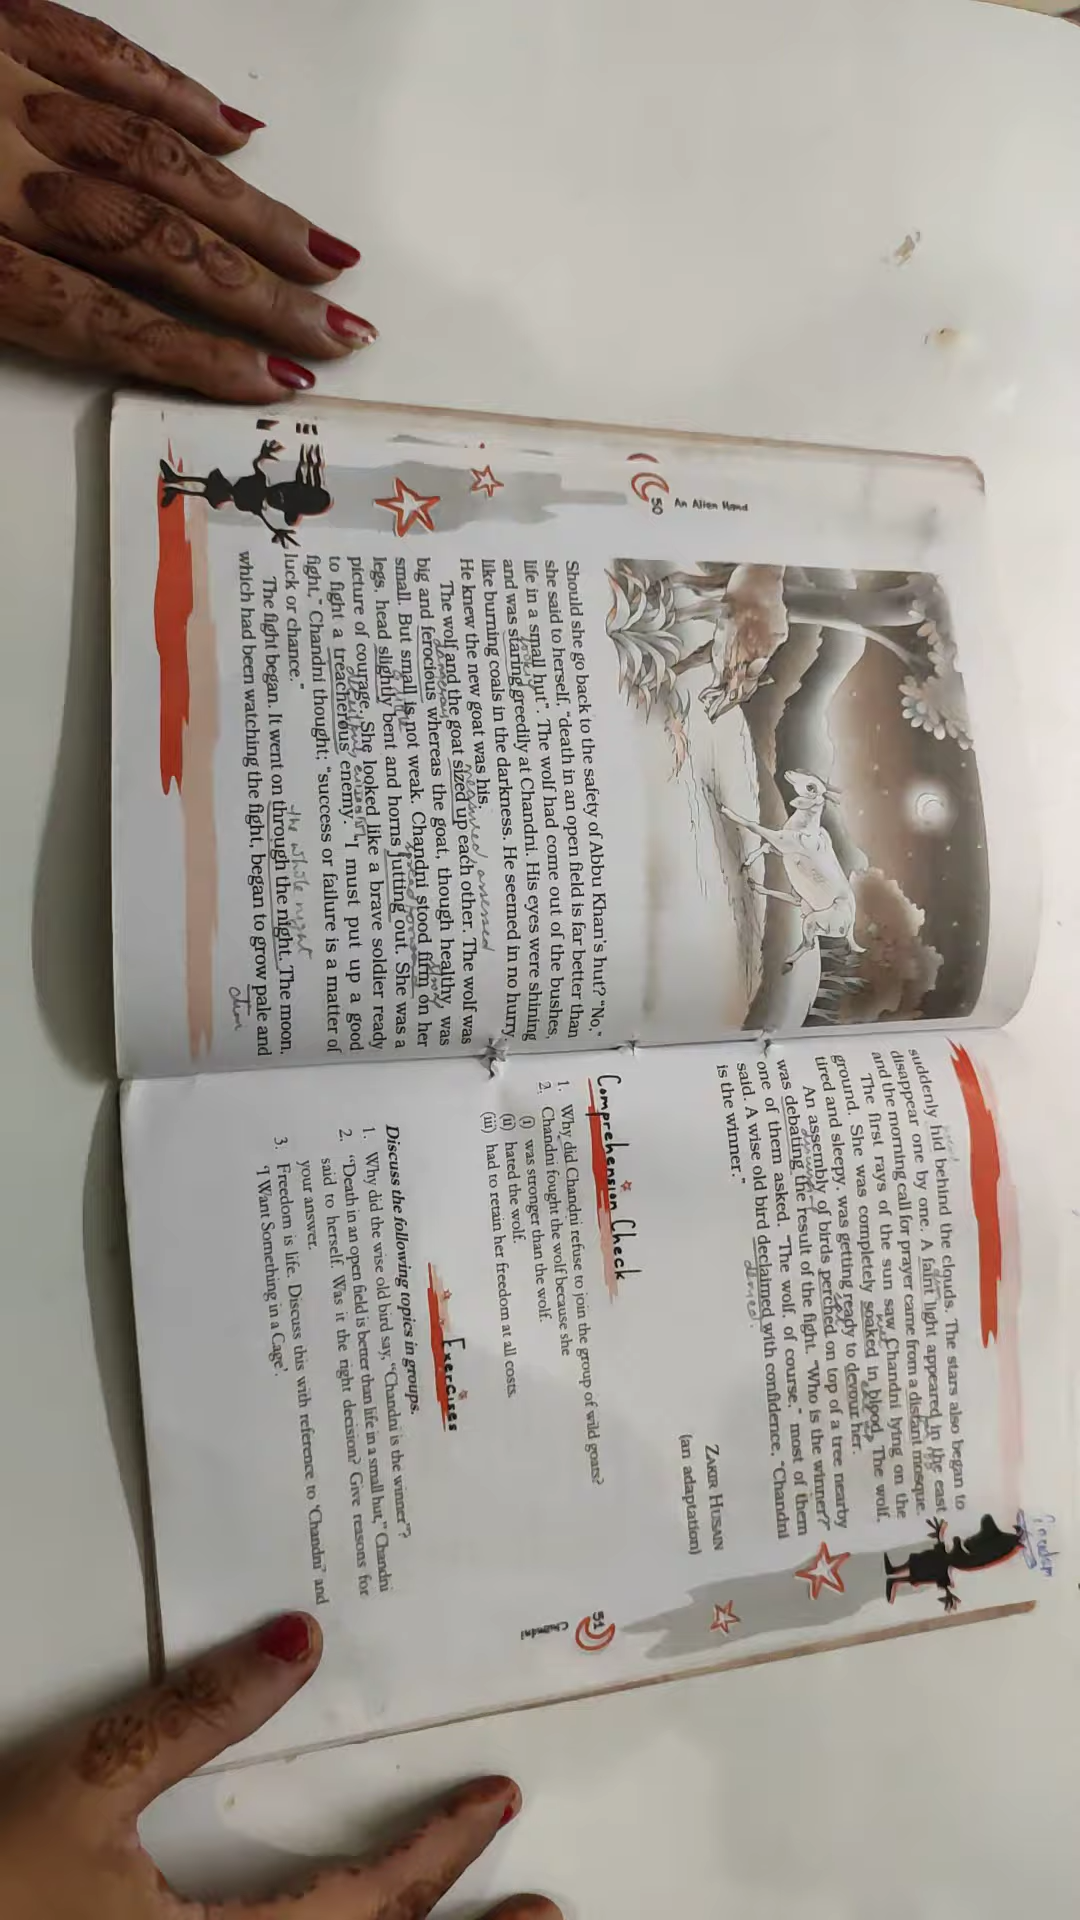 Should she go back to the safety of Abbu Khan's hut? "No,"
she said to herself, "death in an open field is far better than
life in a small hut". The wolf had come out of the bushes,
and was staring greedily at Chandni. His eyes were shining
like burning coals in the darkness. He seemed in no hurry.
He knew the new goat was his.
measured assessed
The wolf and the goat sized up each other. The wolf was
big and ferocious whereas the goat, though healthy, was
small. But small is not weak. Chandni stood firm on her
legs, head slightly bent and horns jutting out. She was a
picture of courage. She looked like a brave soldier ready
to fight a treacherous enemy. "I must put up a good
fight," Chandni thought; "success or failure is a matter of
luck or chance."
the whole night
The fight began. It went on through the night. The moon,
which had been watching the fight, began to grow pale and
50
An Alien Hand
suddenly hid behind the clouds. The stars also began to
disappear one by one. A faint light appeared in the east
and the morning call for prayer came from a distant mosque.
The first rays of the sun saw Chandni lying on the
ground. She was completely soaked in blood. The wolf,
tired and sleepy, was getting ready to devour her.
An assembly of birds perched on top of a tree nearby
was debating the result of the fight. "Who is the winner?"
one of them asked. "The wolf, of course," most of them
said. A wise old bird declaimed with confidence, "Chandni
is the winner."
ZAKIR HUSAIN
(an adaptation)
Comprehension Check
1. Why did Chandni refuse to join the group of wild goats?
2. Chandni fought the wolf because she
(i) was stronger than the wolf.
(ii) hated the wolf.
(iii) had to retain her freedom at all costs.
Exercises
Discuss the following topics in groups.
1. Why did the wise old bird say, "Chandni is the winner"?
2. "Death in an open field is better than life in a small hut," Chandni
said to herself. Was it the right decision? Give reasons for
your answer.
3. Freedom is life. Discuss this with reference to 'Chandni' and
'I Want Something in a Cage'.
51